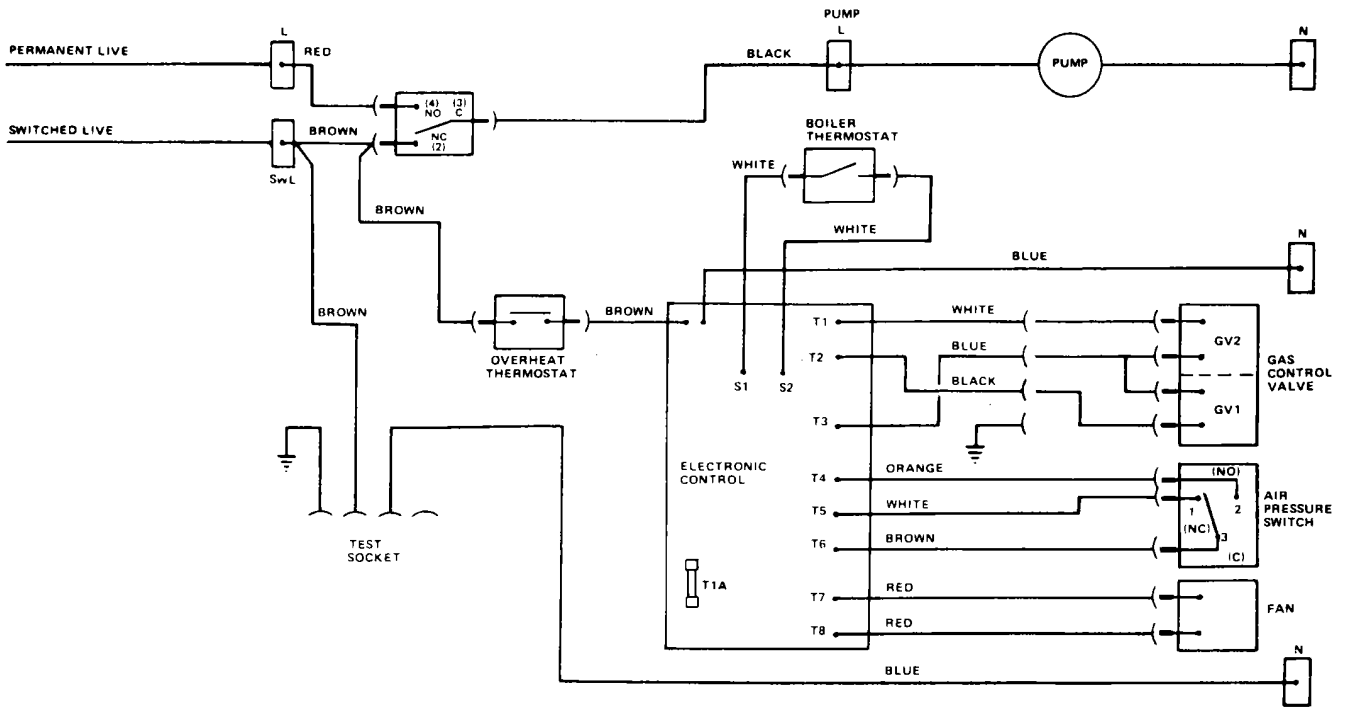 PUMP
L
L
RED
N
PERMANENT LIVE
BLACK
PUMP
(4)
NO
(3)
C
SWITCHED LIVE
BROWN
NC
(2)
SwL
BOILER
THERMOSTAT
WHITE
BROWN
WHITE
N
BLUE
BROWN
BROWN
OVERHEAT
THERMOSTAT
S1
S2
T1
WHITE
T2
BLUE
BLACK
T3
GV2
GV1
GAS
CONTROL
VALVE
ELECTRONIC
CONTROL
T4
ORANGE
T5
WHITE
T6
BROWN
(NO)
1
2
(NC)
3
(C)
AIR
PRESSURE
SWITCH
TEST
SOCKET
T1A
T7
RED
T8
RED
FAN
BLUE
N